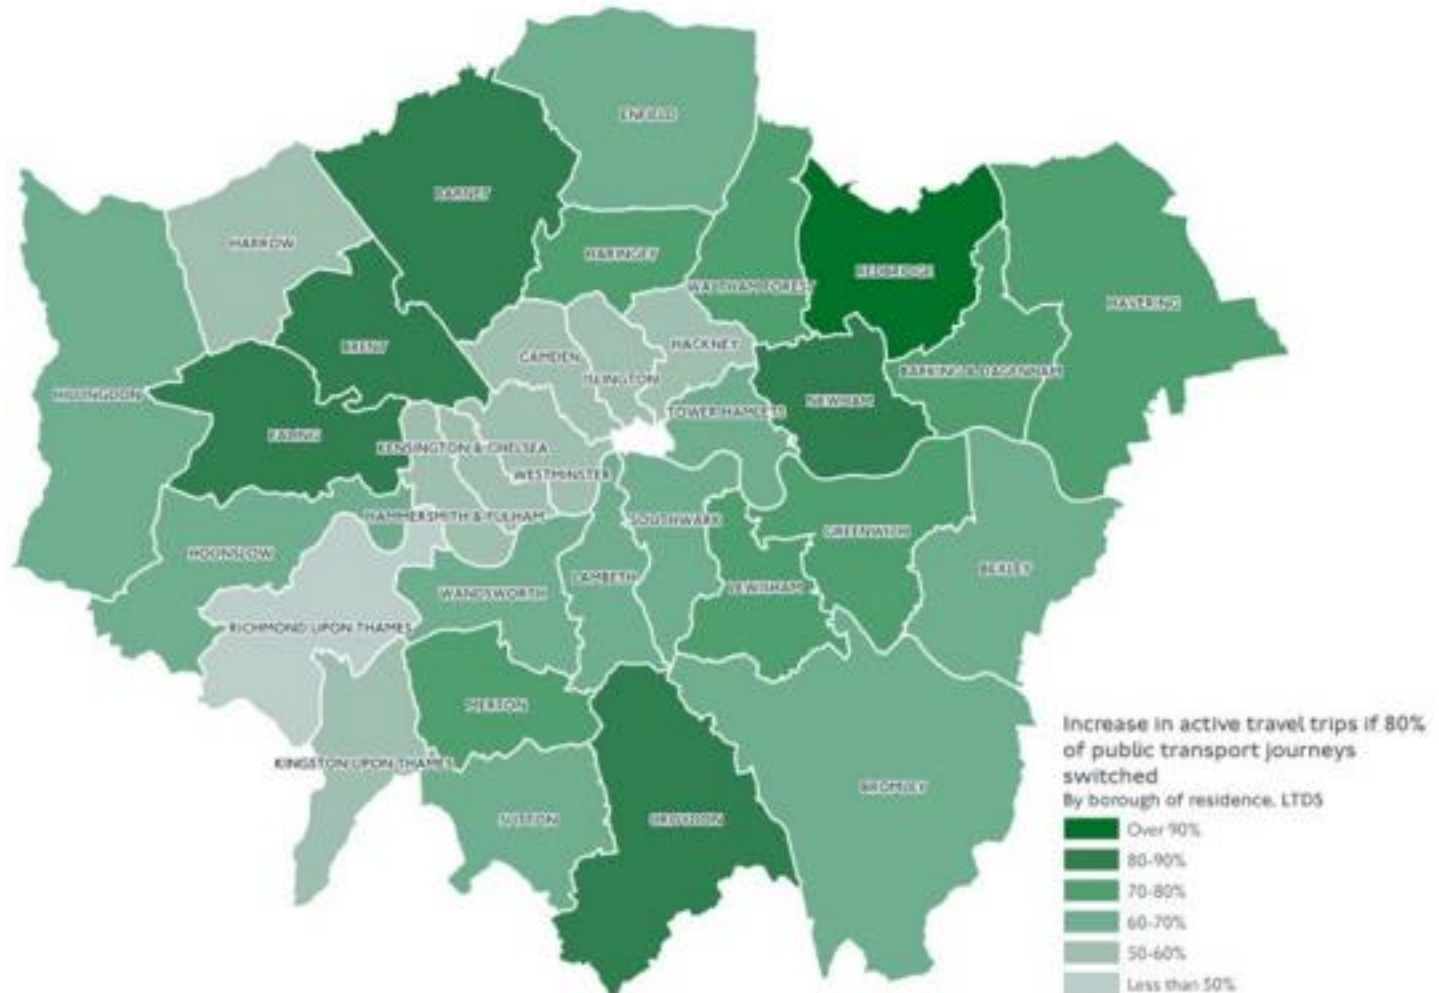 ENFIELD
BARNET
HARROW
HARINGEY
REDBRIDGE
WALTHAM FOREST
HAVERING
BRENT
CAMDEN
HACKNEY
ISLINGTON
BARKING & DAGENHAM
HILLINGDON
TOWER HAMLETS
NEWHAM
EALING
KENSINGTON & CHELSEA
WESTMINSTER
HAMMERSMITH & FULHAM
SOUTHWARK
GREENWICH
HOUNSLOW
BEXLEY
LAMBETH
LEWISHAM
WANDSWORTH
RICHMOND UPON THAMES
MERTON
KINGSTON UPON THAMES
BROMLEY
SUTTON
CROYDON
Increase in active travel trips if 80%
of public transport journeys
switched
By borough of residence, LTDS
Over 90%
80-90%
70-80%
60-70%
50-60%
Less than 50%